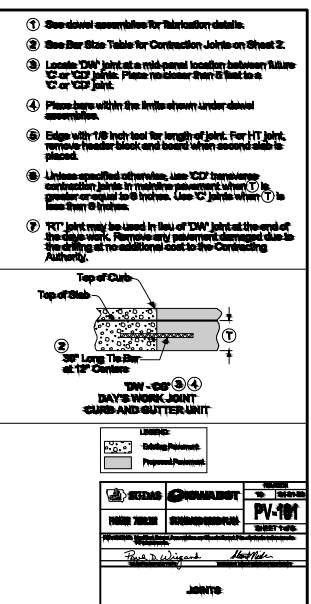 1 See dowel assemblies for fabrication details.
2 See Bar Size Table for Contraction Joints on Sheet 2.
3 Locate 'DW' joint at a mid-panel location between future
'C' or 'CD' joints. Place no closer than 5 feet to a
'C' or 'CD' joint.
4 Place bars within the limits shown under dowel
assemblies.
5 Edge with 1/8 inch tool for length of joint. For HT joint,
remove header block and board when second slab is
placed.
6 Unless specified otherwise, use 'CD' transverse
contraction joints in mainline pavement when T is
greater or equal to 8 inches. Use 'C' joints when T is
less than 8 inches.
7 'RT' joint may be used in lieu of 'DW' joint at the end of
the days work. Remove any pavement damaged due to
the drilling at no additional cost to the Contracting
Authority.
Top of Curb
Top of Slab
T
2
36" Long Tie Bar
at 12" Centers
'DW - CG' 3 4
DAY'S WORK JOINT
CURB AND GUTTER UNIT
LEGEND:
Existing Pavement
Proposed Pavement
SUDAS
IOWADOT
REVISION
PV-101
SHEET 1 of 8
JOINTS